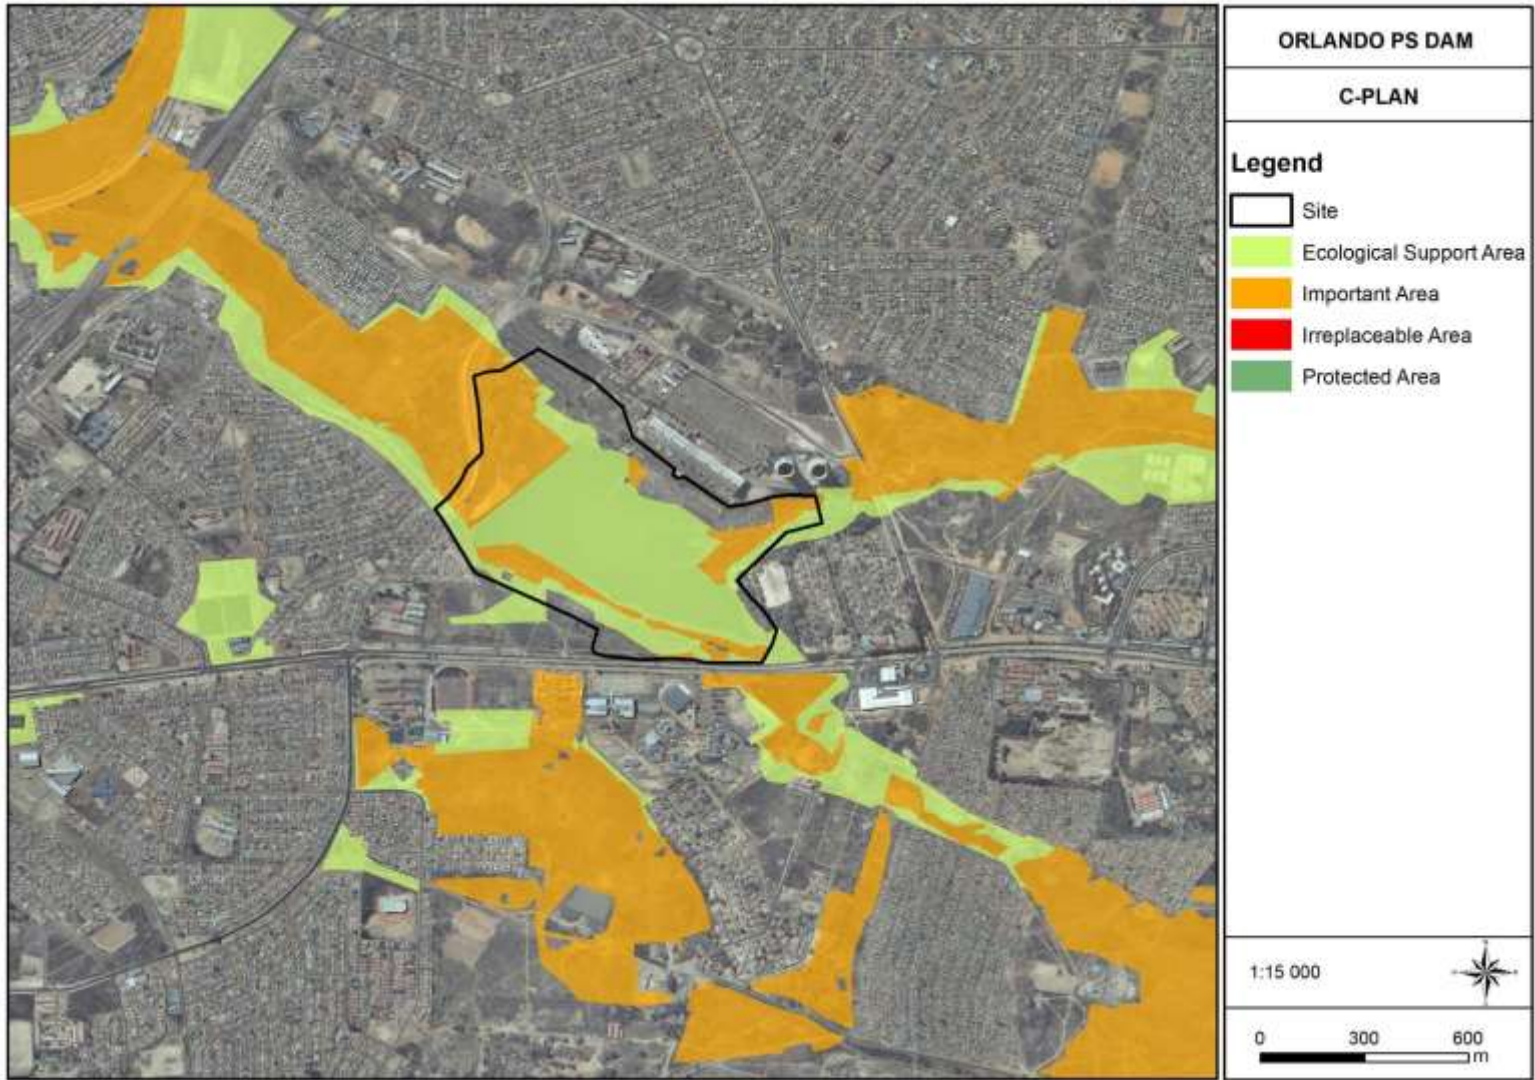 ORLANDO PS DAM
C-PLAN
Legend
Site
Ecological Support Area
Important Area
Irreplaceable Area
Protected Area
1:15 000
0 300 600
m